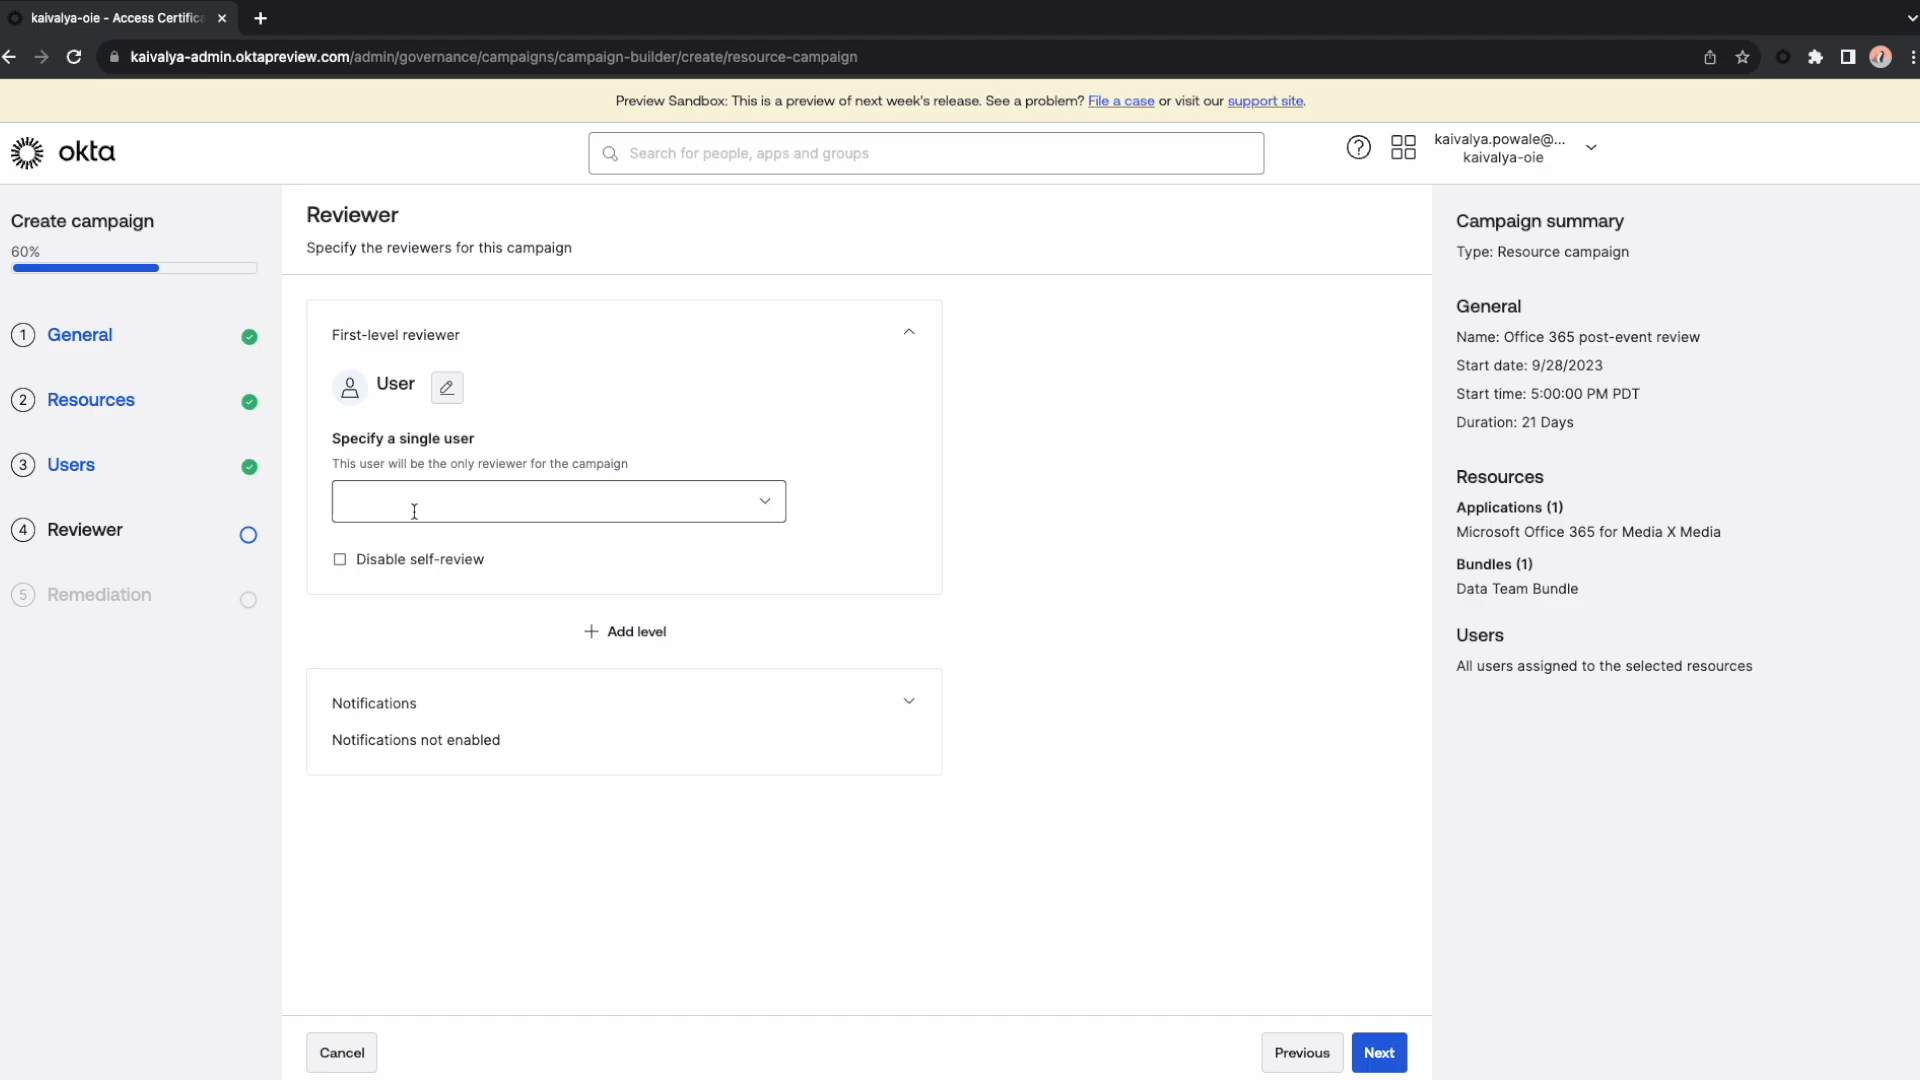 kaivalya-oie - Access Certific
kaivalya-admin.oktapreview.com/admin/governance/campaigns/campaign-builder/create/resource-campaign
Preview Sandbox: This is a preview of next week's release. See a problem? File a case or visit our support site.
okta
Search for people, apps and groups
kaivalya.powale@...
kaivalya-oie
Create campaign
60%
1 General
2 Resources
3 Users
4 Reviewer
5 Remediation
Reviewer
Specify the reviewers for this campaign
First-level reviewer
User
Specify a single user
This user will be the only reviewer for the campaign
Disable self-review
Add level
Notifications
Notifications not enabled
Cancel
Previous
Next
Campaign summary
Type: Resource campaign
General
Name: Office 365 post-event review
Start date: 9/28/2023
Start time: 5:00:00 PM PDT
Duration: 21 Days
Resources
Applications (1)
Microsoft Office 365 for Media X Media
Bundles (1)
Data Team Bundle
Users
All users assigned to the selected resources